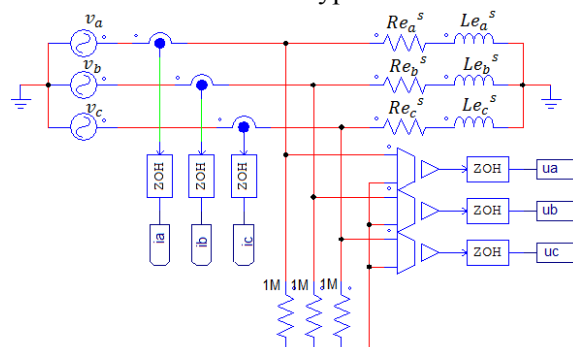 v_a
Re_a^s
Le_a^s
v_b
Re_b^s
Le_b^s
v_c
Re_c^s
Le_c^s
ZOH
ZOH
ZOH
ZOH
ua
ZOH
ub
ZOH
uc
ia
ib
ic
1M
1M
1M